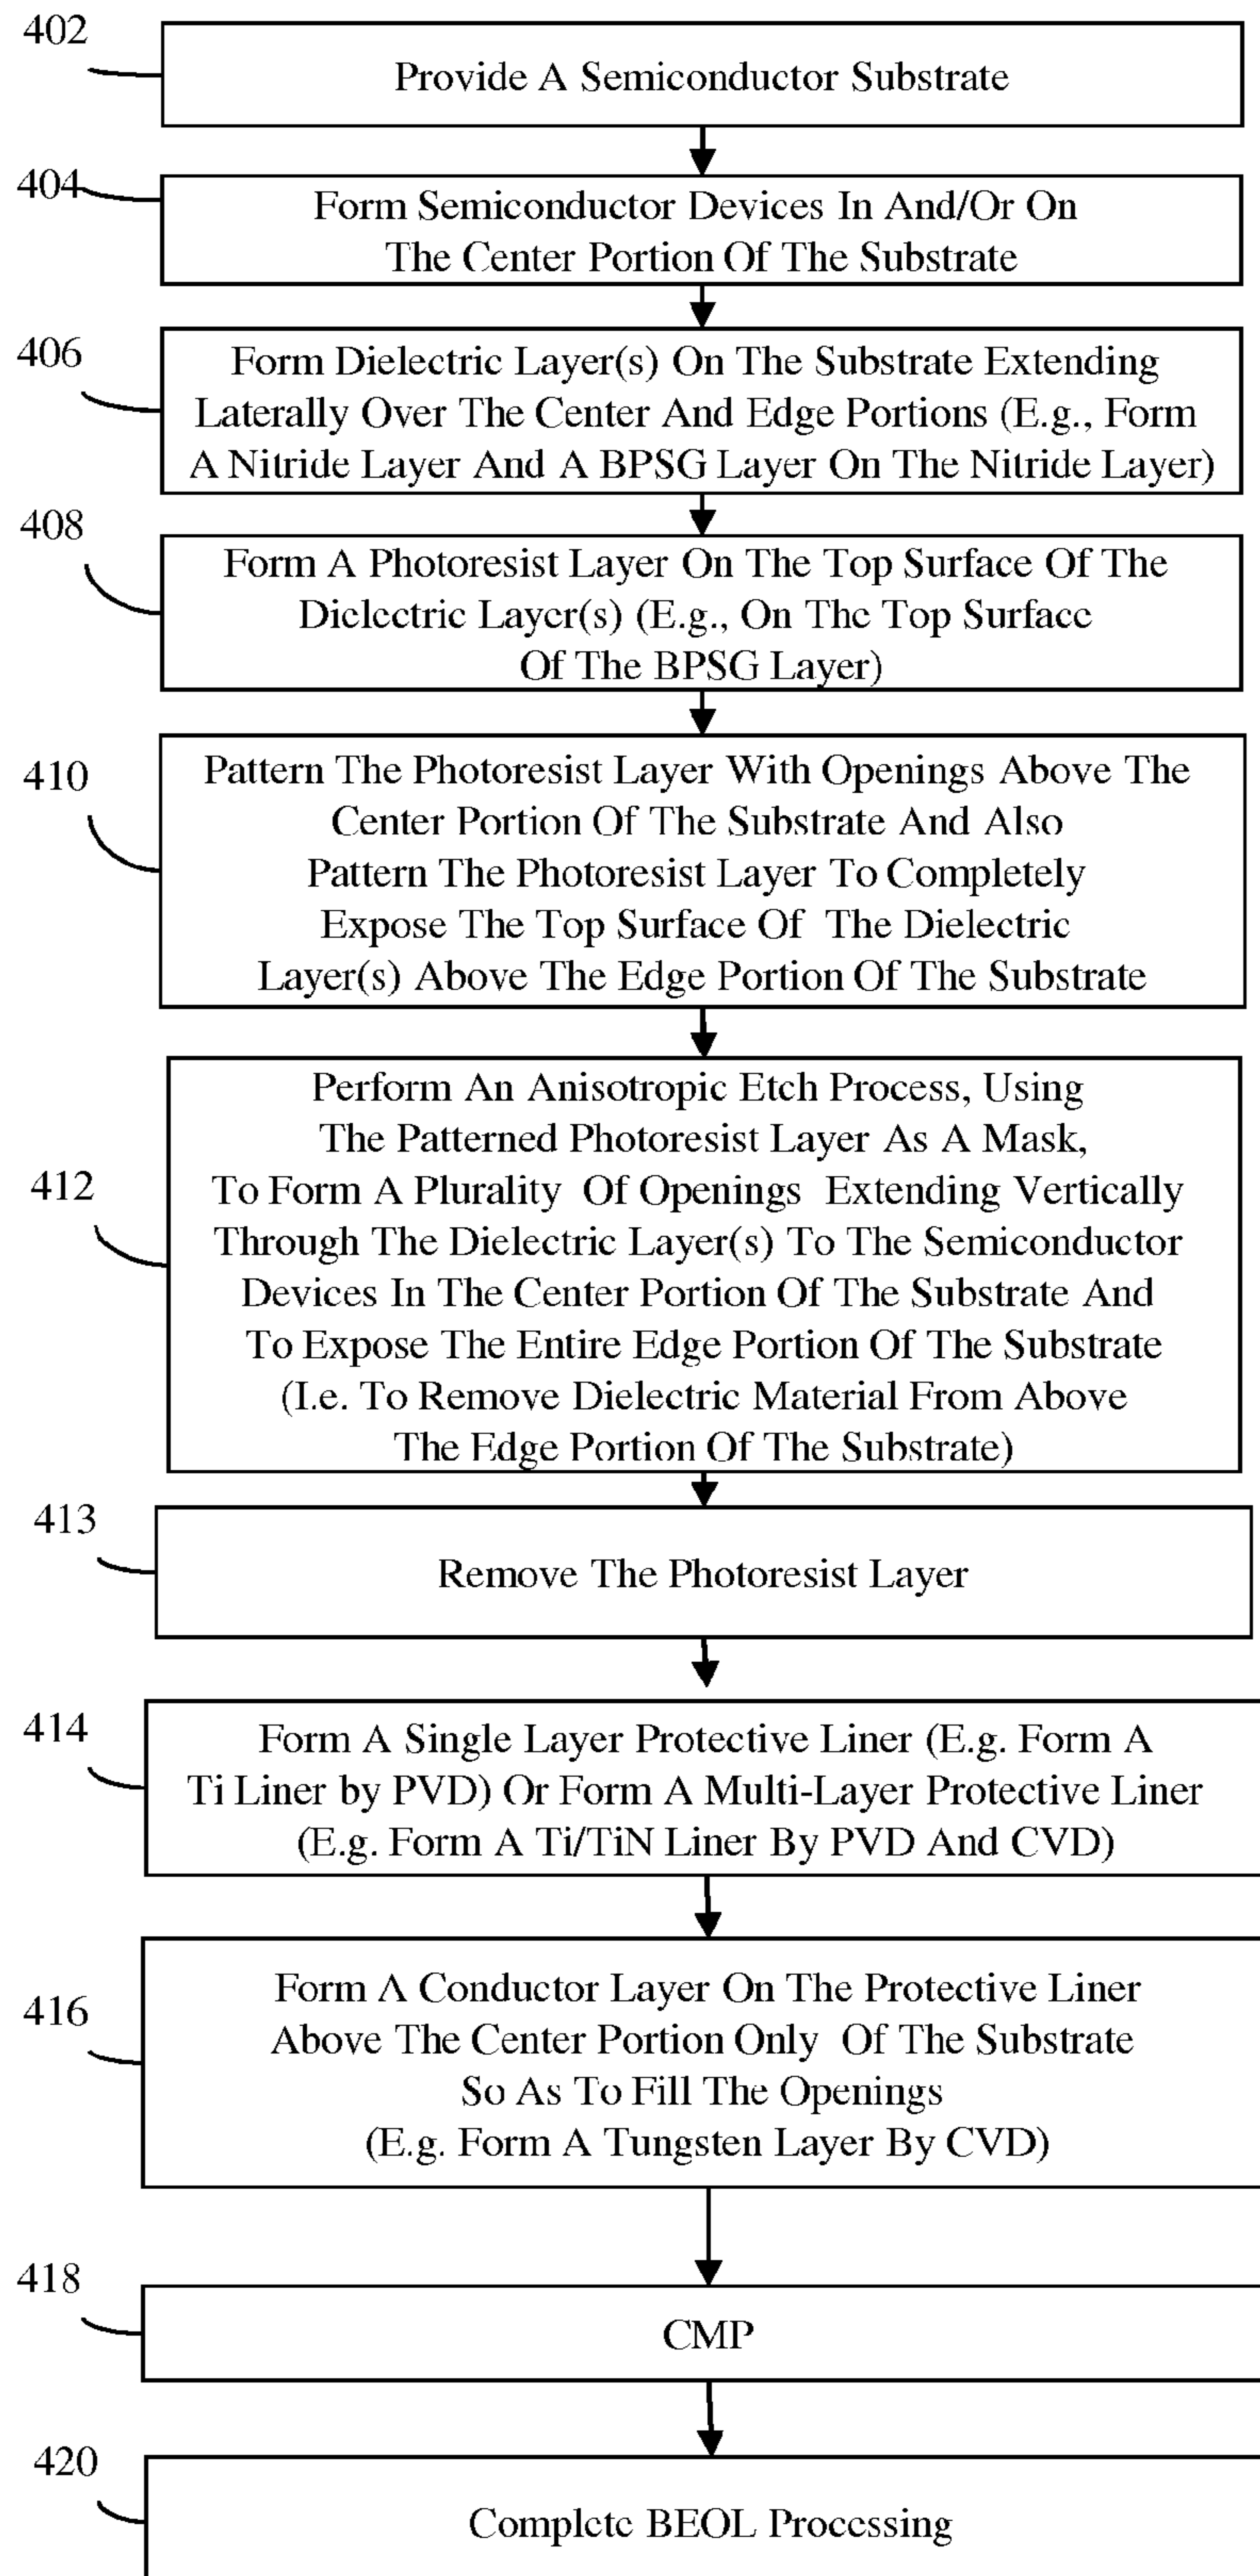 402
Provide A Semiconductor Substrate
404
Form Semiconductor Devices In And/Or On
The Center Portion Of The Substrate
406
Form Dielectric Layer(s) On The Substrate Extending
Laterally Over The Center And Edge Portions (E.g., Form
A Nitride Layer And A BPSG Layer On The Nitride Layer)
408
Form A Photoresist Layer On The Top Surface Of The
Dielectric Layer(s) (E.g., On The Top Surface
Of The BPSG Layer)
410
Pattern The Photoresist Layer With Openings Above The
Center Portion Of The Substrate And Also
Pattern The Photoresist Layer To Completely
Expose The Top Surface Of The Dielectric
Layer(s) Above The Edge Portion Of The Substrate
412
Perform An Anisotropic Etch Process, Using
The Patterned Photoresist Layer As A Mask,
To Form A Plurality Of Openings Extending Vertically
Through The Dielectric Layer(s) To The Semiconductor
Devices In The Center Portion Of The Substrate And
To Expose The Entire Edge Portion Of The Substrate
(I.e. To Remove Dielectric Material From Above
The Edge Portion Of The Substrate)
413
Remove The Photoresist Layer
414
Form A Single Layer Protective Liner (E.g. Form A
Ti Liner by PVD) Or Form A Multi-Layer Protective Liner
(E.g. Form A Ti/TiN Liner By PVD And CVD)
416
Form A Conductor Layer On The Protective Liner
Above The Center Portion Only Of The Substrate
So As To Fill The Openings
(E.g. Form A Tungsten Layer By CVD)
418
CMP
420
Complete BEOL Processing